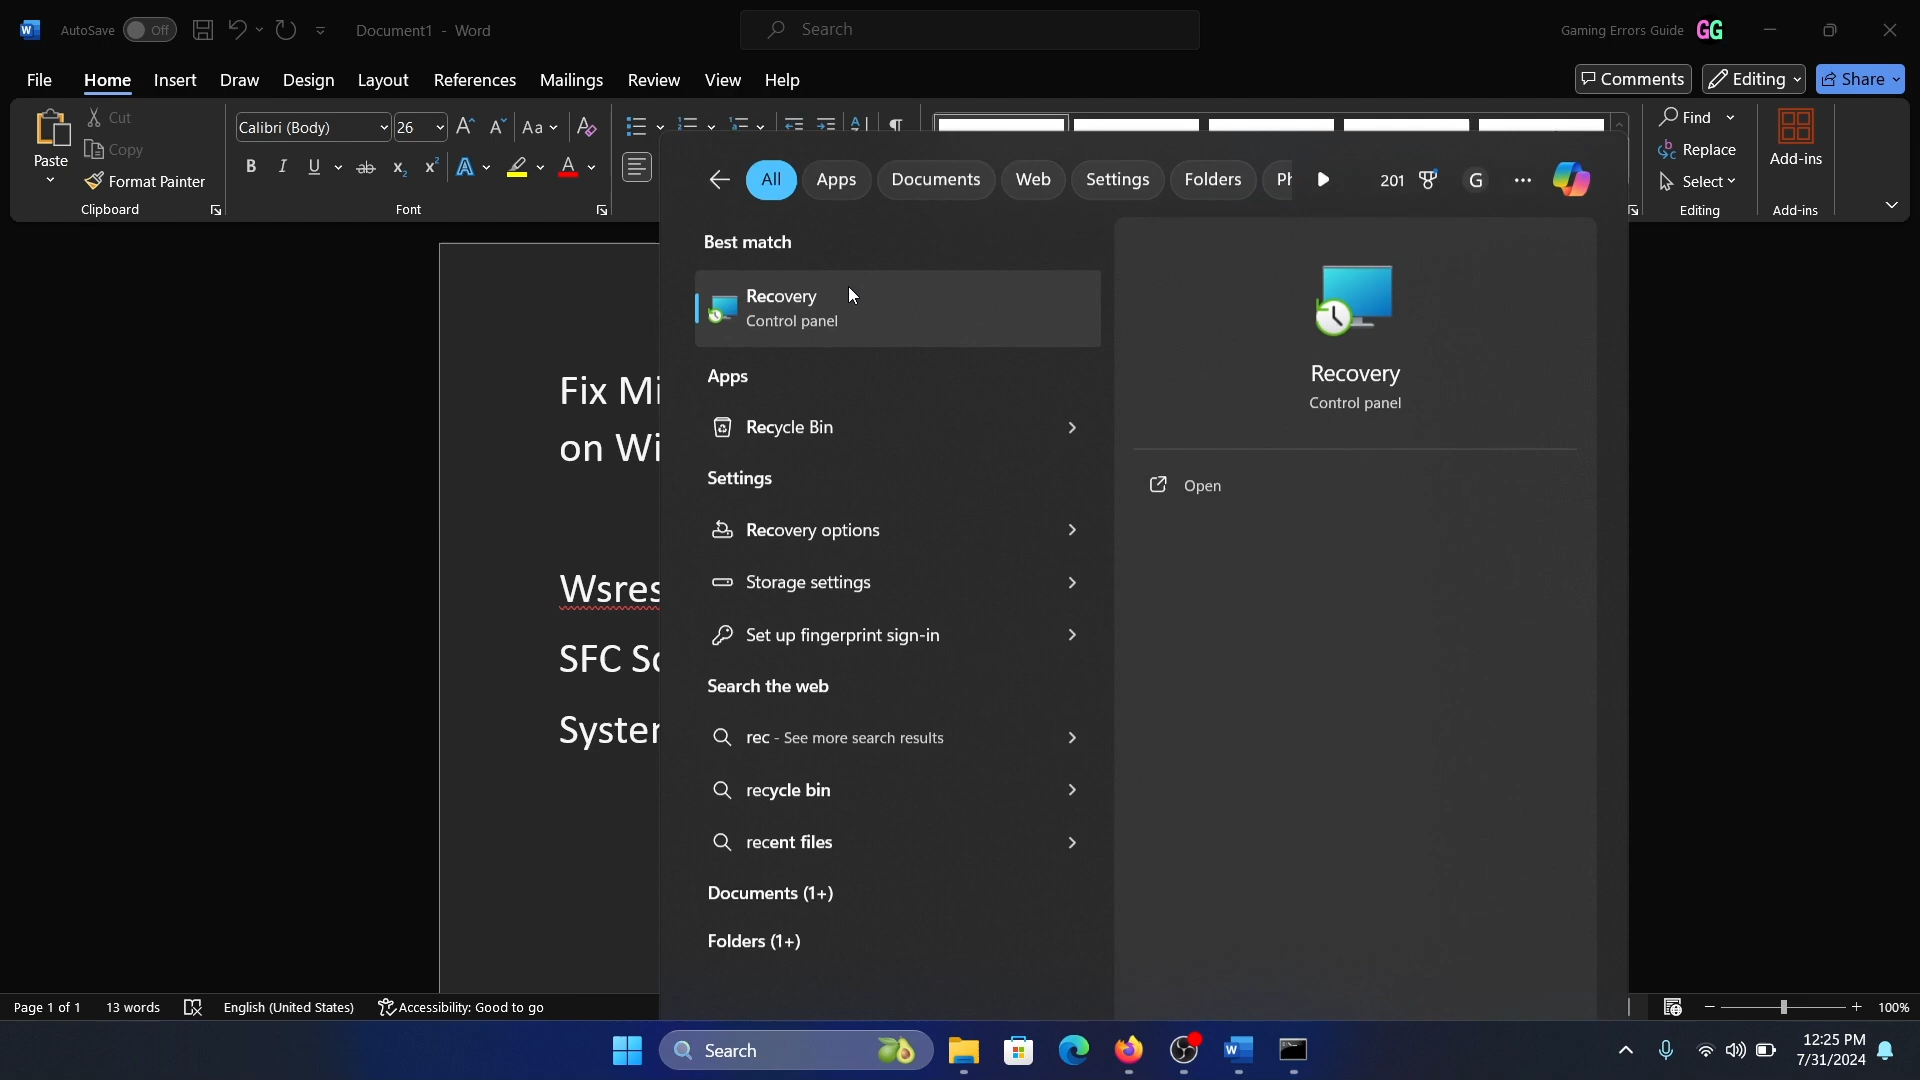 AutoSave Off Document1 - Word Search Gaming Errors Guide GG
File Home Insert Draw Design Layout References Mailings Review View Help Comments Editing Share
Paste Cut Copy Format Painter Clipboard
Calibri (Body) 26 Font
Find Replace Select Editing
Add-ins Add-ins
All Apps Documents Web Settings Folders 201 G
Best match
Recovery
Control panel
Apps
Recycle Bin
Settings
Recovery options
Storage settings
Set up fingerprint sign-in
Search the web
rec - See more search results
recycle bin
recent files
Documents (1+)
Folders (1+)
Recovery
Control panel
Open
Fix Mi
on Wi
Wsres
SFC Sc
System
Page 1 of 1 13 words English (United States) Accessibility: Good to go 100%
Search 12:25 PM
7/31/2024